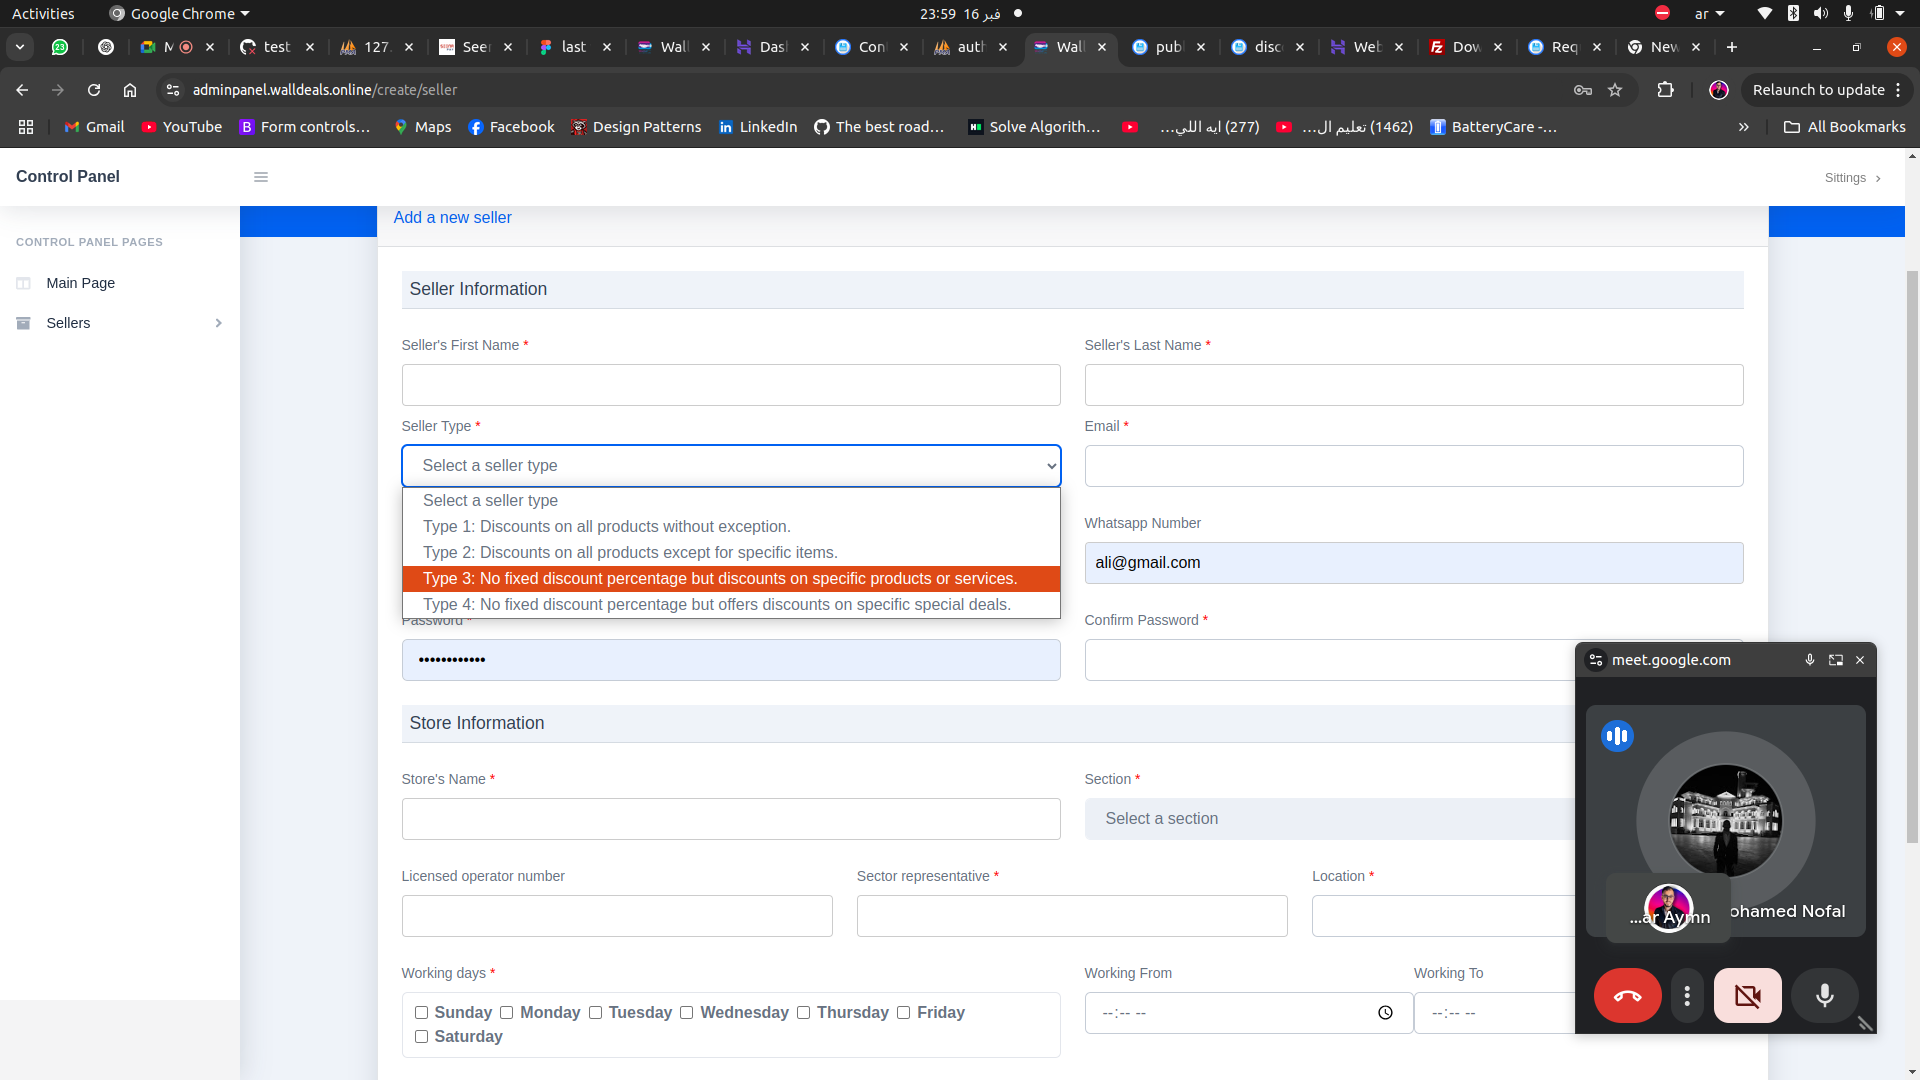 Activities
Google Chrome
23:59 16 فبر
ar
23
M
test
127.
Seer
last
Wall
Dash
Con
auth
Wall
publ
disc
Web
Dow
Req
New
adminpanel.walldeals.online/create/seller
Relaunch to update
Gmail
YouTube
Form controls...
Maps
Facebook
Design Patterns
LinkedIn
The best road...
Solve Algorith...
(277) ايه اللي...
(1462) تعليم ال...
BatteryCare -...
All Bookmarks
Control Panel
Sittings
CONTROL PANEL PAGES
Main Page
Sellers
Add a new seller
Seller Information
Seller's First Name *
Seller's Last Name *
Seller Type *
Email *
Select a seller type
Select a seller type
Type 1: Discounts on all products without exception.
Type 2: Discounts on all products except for specific items.
Type 3: No fixed discount percentage but discounts on specific products or services.
Type 4: No fixed discount percentage but offers discounts on specific special deals.
Whatsapp Number
ali@gmail.com
Password *
Confirm Password *
••••••••••••
Store Information
Store's Name *
Section *
Select a section
Licensed operator number
Sector representative *
Location *
Working days *
Working From
Working To
Sunday Monday Tuesday Wednesday Thursday Friday
Saturday
--:-- --
--:-- --
meet.google.com
...ar Aymn
ohamed Nofal